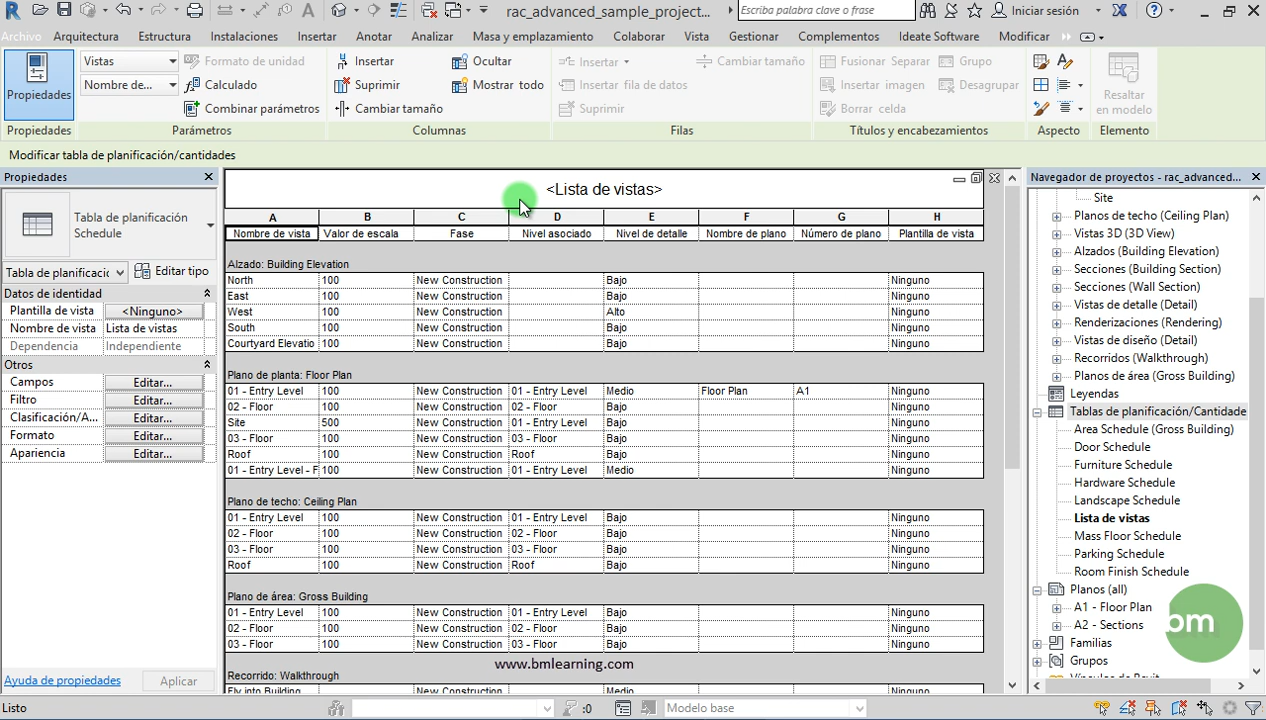 rac_advanced_sample_project...
Escriba palabra clave o frase
Iniciar sesión
Archivo Arquitectura Estructura Instalaciones Insertar Anotar Analizar Masa y emplazamiento Colaborar Vista Gestionar Complementos Ideate Software Modificar
Propiedades
Vistas
Nombre de...
Formato de unidad
Calculado
Combinar parámetros
Insertar
Suprimir
Cambiar tamaño
Ocultar
Mostrar todo
Insertar
Insertar fila de datos
Suprimir
Cambiar tamaño
Fusionar Separar
Insertar imagen
Borrar celda
Grupo
Desagrupar
Resaltar
en modelo
Propiedades Parámetros Columnas Filas Títulos y encabezamientos Aspecto Elemento
Modificar tabla de planificación/cantidades
Propiedades
Tabla de planificación
Schedule
Tabla de planificació Editar tipo
Datos de identidad
Plantilla de vista <Ninguno>
Nombre de vista Lista de vistas
Dependencia Independiente
Otros
Campos Editar...
Filtro Editar...
Clasificación/A... Editar...
Formato Editar...
Apariencia Editar...
Ayuda de propiedades Aplicar
<Lista de vistas>
A B C D E F G H
Nombre de vista Valor de escala Fase Nivel asociado Nivel de detalle Nombre de plano Número de plano Plantilla de vista
Alzado: Building Elevation
North 100 New Construction Bajo Ninguno
East 100 New Construction Bajo Ninguno
West 100 New Construction Alto Ninguno
South 100 New Construction Bajo Ninguno
Courtyard Elevatio 100 New Construction Bajo Ninguno
Plano de planta: Floor Plan
01 - Entry Level 100 New Construction 01 - Entry Level Medio Floor Plan A1 Ninguno
02 - Floor 100 New Construction 02 - Floor Bajo Ninguno
Site 500 New Construction 01 - Entry Level Bajo Ninguno
03 - Floor 100 New Construction 03 - Floor Bajo Ninguno
Roof 100 New Construction Roof Bajo Ninguno
01 - Entry Level - F 100 New Construction 01 - Entry Level Medio Ninguno
Plano de techo: Ceiling Plan
01 - Entry Level 100 New Construction 01 - Entry Level Bajo Ninguno
02 - Floor 100 New Construction 02 - Floor Bajo Ninguno
03 - Floor 100 New Construction 03 - Floor Bajo Ninguno
Roof 100 New Construction Roof Bajo Ninguno
Plano de área: Gross Building
01 - Entry Level 100 New Construction 01 - Entry Level Bajo Ninguno
02 - Floor 100 New Construction 02 - Floor Bajo Ninguno
03 - Floor 100 New Construction 03 - Floor Bajo Ninguno
www.bmlearning.com
Recorrido: Walkthrough
Fly into Building New Construction Medio Ninguno
Navegador de proyectos - rac_advanced...
Site
Planos de techo (Ceiling Plan)
Vistas 3D (3D View)
Alzados (Building Elevation)
Secciones (Building Section)
Secciones (Wall Section)
Vistas de detalle (Detail)
Renderizaciones (Rendering)
Vistas de diseño (Detail)
Recorridos (Walkthrough)
Planos de área (Gross Building)
Leyendas
Tablas de planificación/Cantidade
Area Schedule (Gross Building)
Door Schedule
Furniture Schedule
Hardware Schedule
Landscape Schedule
Lista de vistas
Mass Floor Schedule
Parking Schedule
Room Finish Schedule
Planos (all)
A1 - Floor Plan
A2 - Sections
om
Familias
Grupos
Vínculos de Revit
Listo
:0
Modelo base